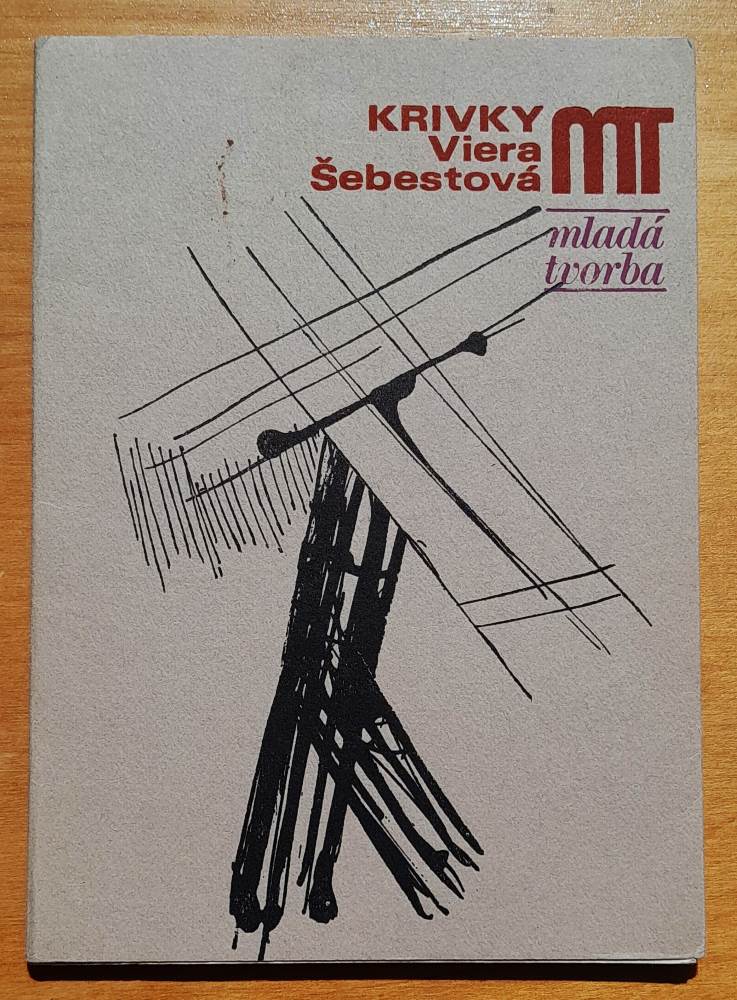 KRIVKY
Viera
Šebestová
MT
mladá
tvorba